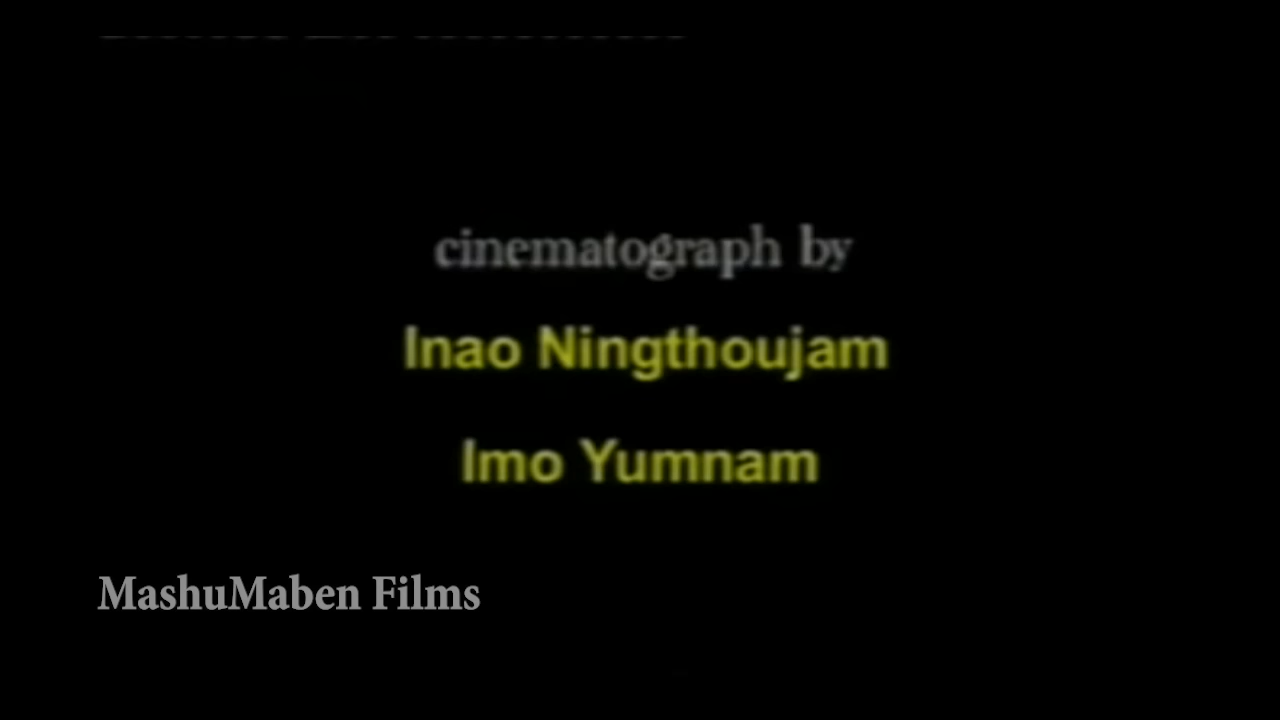 cinematograph by
Inao Ningthoujam
Imo Yumnam
MashuMaben Films